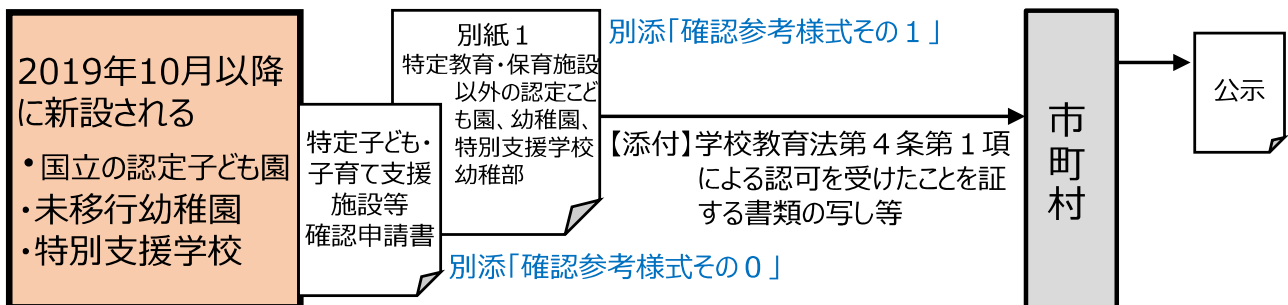 2019年10月以降
に新設される
・国立の認定子ども園
・未移行幼稚園
・特別支援学校
特定子ども・
子育て支援
施設等
確認申請書
別添「確認参考様式その０」
別紙１
特定教育・保育施設
以外の認定こど
も園、幼稚園、
特別支援学校
幼稚部
別添「確認参考様式その１」
【添付】学校教育法第４条第１項
による認可を受けたことを証
する書類の写し等
市町村
公示